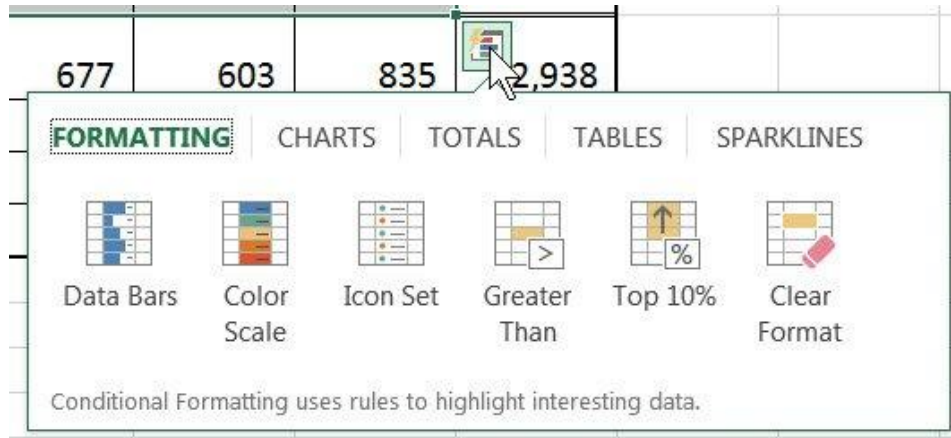 677 603 835 2,938
FORMATTING CHARTS TOTALS TABLES SPARKLINES
> %
Data Bars Color Icon Set Greater Top 10% Clear
Scale Than Format
Conditional Formatting uses rules to highlight interesting data.